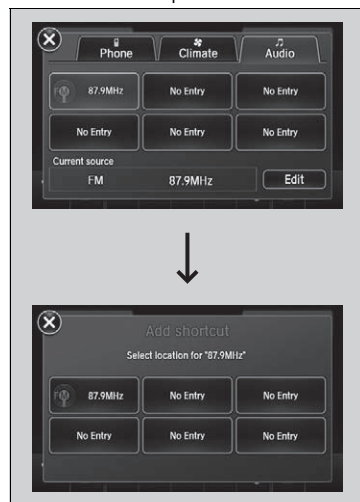 Phone Climate Audio
87.9MHz No Entry No Entry
No Entry No Entry No Entry
Current source
FM 87.9MHz Edit
Add shortcut
Select location for "87.9MHz"
87.9MHz No Entry No Entry
No Entry No Entry No Entry